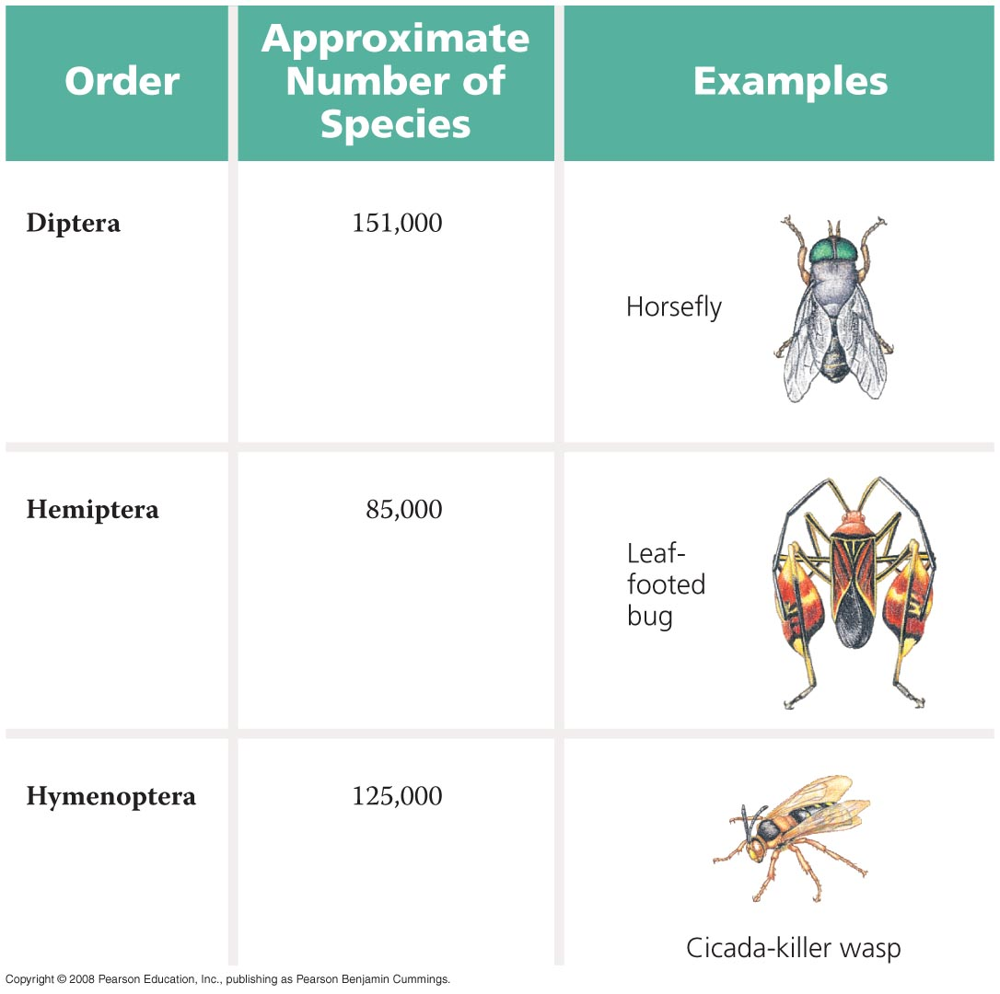 Order
Approximate
Number of
Species
Examples
Diptera
151,000
Horsefly
Hemiptera
85,000
Leaf-
footed
bug
Hymenoptera
125,000
Cicada-killer wasp
Copyright © 2008 Pearson Education, Inc., publishing as Pearson Benjamin Cummings.